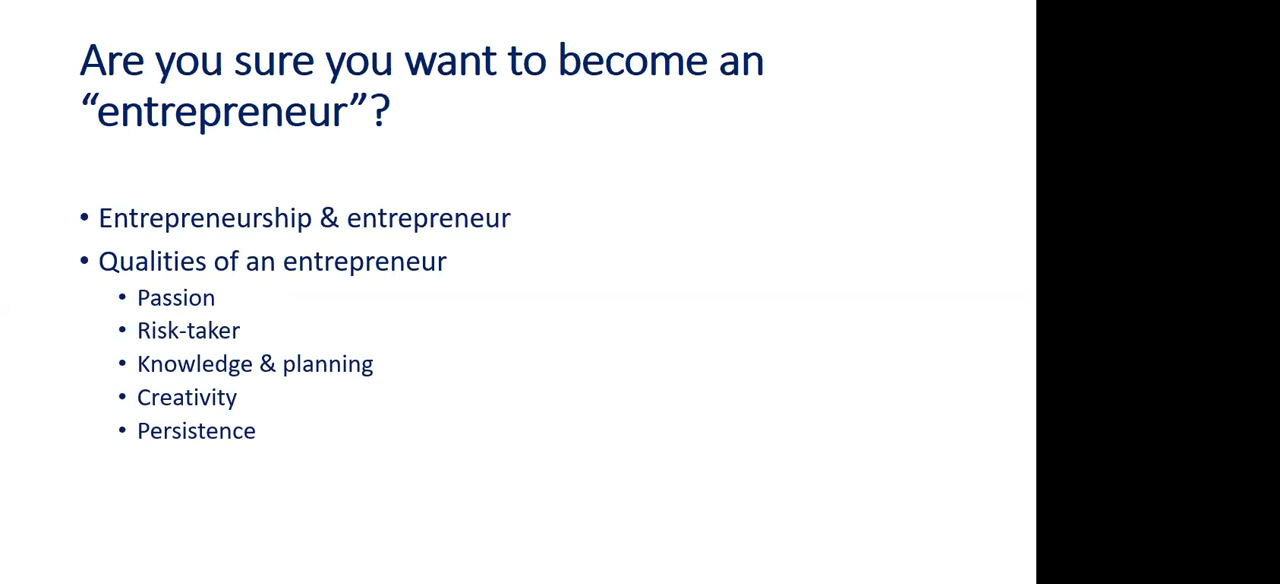 Are you sure you want to become an
“entrepreneur”?
• Entrepreneurship & entrepreneur
• Qualities of an entrepreneur
• Passion
• Risk-taker
• Knowledge & planning
• Creativity
• Persistence